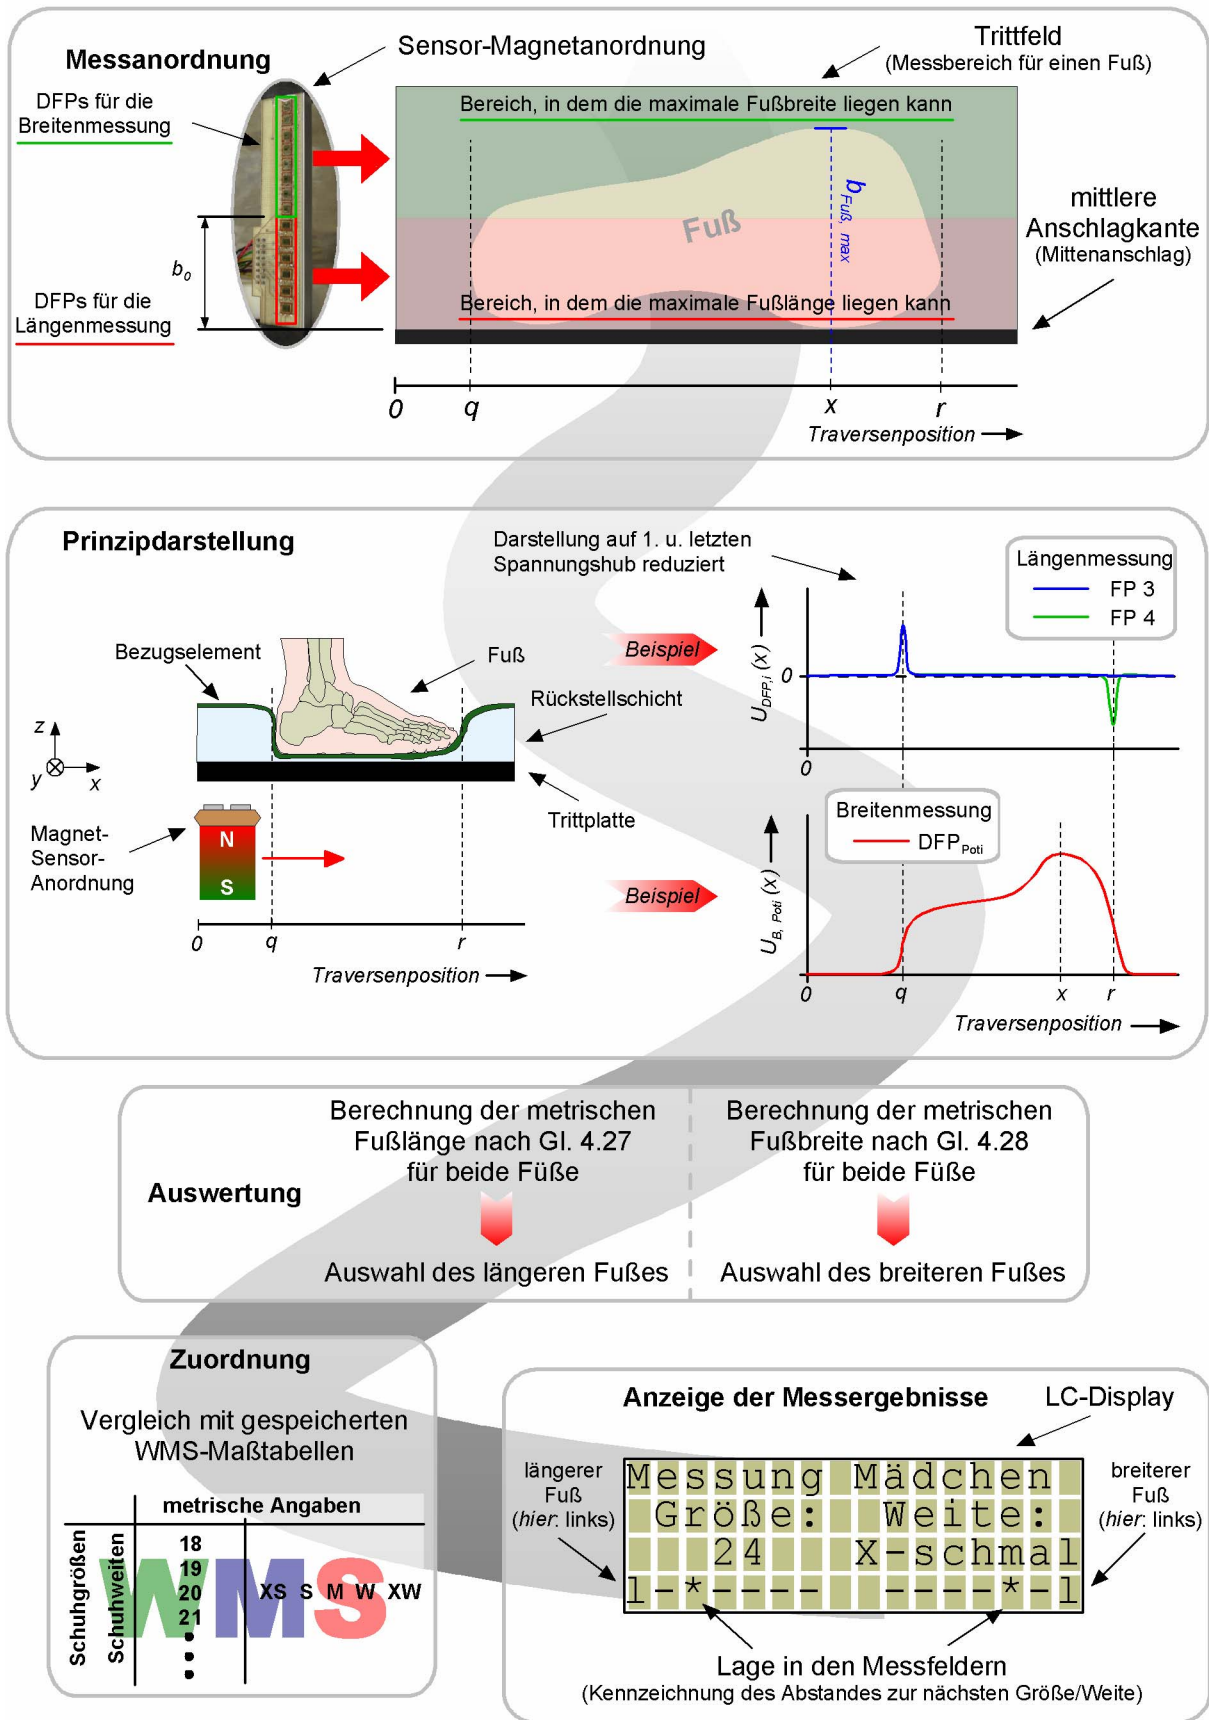 Messanordnung
Sensor-Magnetanordnung
Trittfeld
(Messbereich für einen Fuß)
DFPs für die
Breitenmessung
Bereich, in dem die maximale Fußbreite liegen kann
b Fuß, max
Fuß
mittlere
Anschlagkante
(Mittenanschlag)
b₀
DFPs für die
Längenmessung
Bereich, in dem die maximale Fußlänge liegen kann
0 q x r
Traversenposition
Prinzipdarstellung
Darstellung auf 1. u. letzten
Spannungshub reduziert
Längenmessung
FP 3
FP 4
Bezugselement
Fuß
Beispiel
U DFP,i (x)
0
0
Rückstellschicht
z
y x
Trittplatte
Magnet-
Sensor-
Anordnung
N
S
Beispiel
Breitenmessung
DFP Poti
U B, Poti (x)
0 q r
Traversenposition
0 q x r
Traversenposition
Auswertung
Berechnung der metrischen
Fußlänge nach Gl. 4.27
für beide Füße
Auswahl des längeren Fußes
Berechnung der metrischen
Fußbreite nach Gl. 4.28
für beide Füße
Auswahl des breiteren Fußes
Zuordnung
Vergleich mit gespeicherten
WMS-Maßtabellen
metrische Angaben
Schuhgrößen
Schuhweiten
WMS
18
19
20
21
XS S M W XW
Anzeige der Messergebnisse
LC-Display
längerer
Fuß
(hier: links)
Messung Mädchen
Größe: Weite:
24 X-schmal
l-*---- ----*-l
breiterer
Fuß
(hier: links)
Lage in den Messfeldern
(Kennzeichnung des Abstandes zur nächsten Größe/Weite)